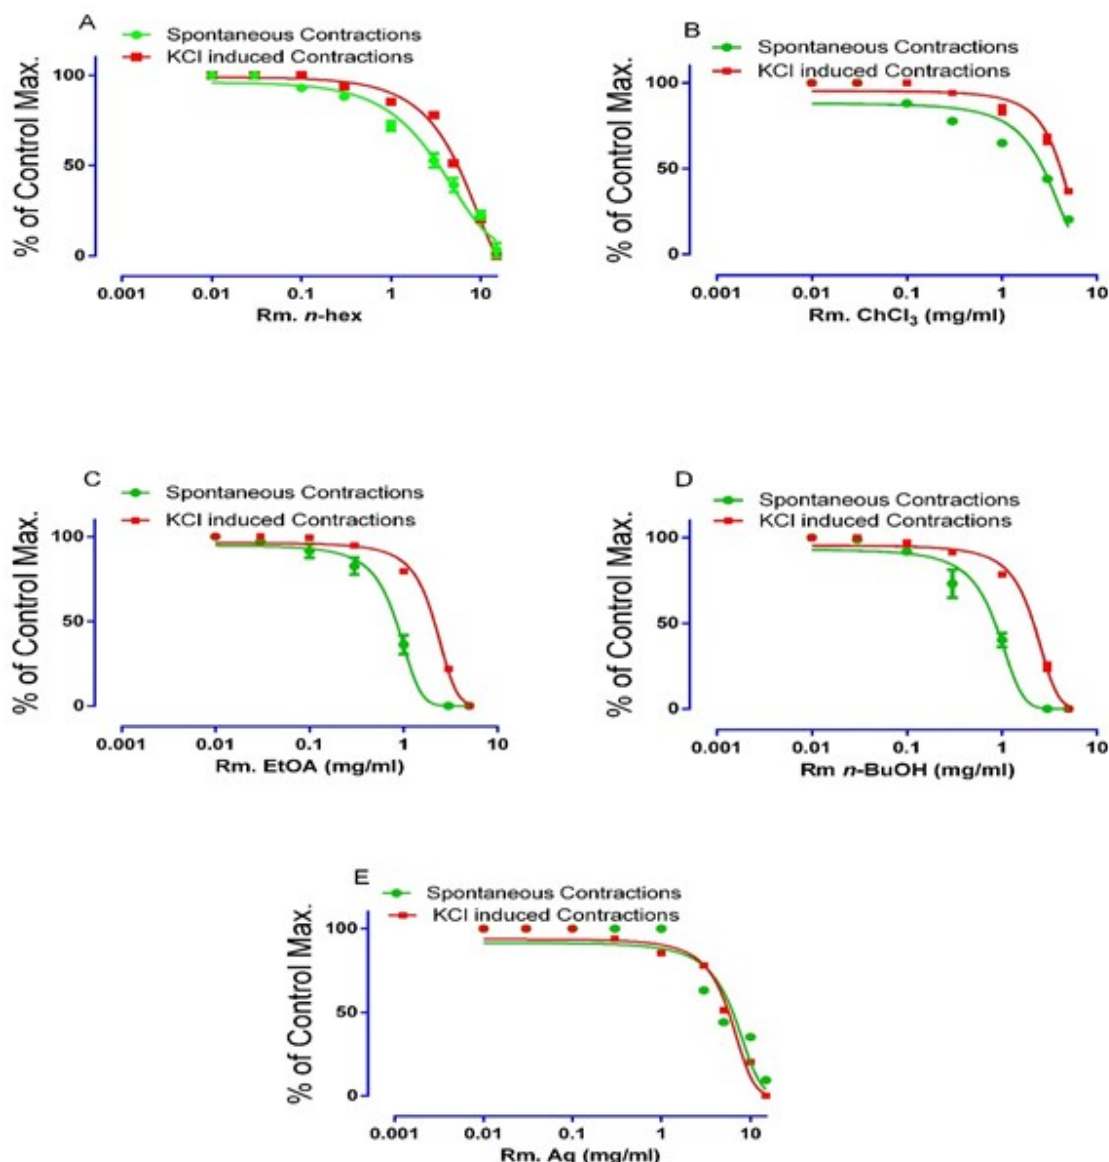 A
Spontaneous Contractions
KCl induced Contractions
% of Control Max.
100
50
0
0.001 0.01 0.1 1 10
Rm. n-hex
B
Spontaneous Contractions
KCl induced Contractions
% of Control Max.
100
50
0
0.001 0.01 0.1 1 10
Rm. ChCl₃ (mg/ml)
C
Spontaneous Contractions
KCl induced Contractions
% of Control Max.
100
50
0
0.001 0.01 0.1 1 10
Rm. EtOA (mg/ml)
D
Spontaneous Contractions
KCl induced Contractions
% of Control Max.
100
50
0
0.001 0.01 0.1 1 10
Rm n-BuOH (mg/ml)
E
Spontaneous Contractions
KCl induced Contractions
% of Control Max.
100
50
0
0.001 0.01 0.1 1 10
Rm. Aq (mg/ml)